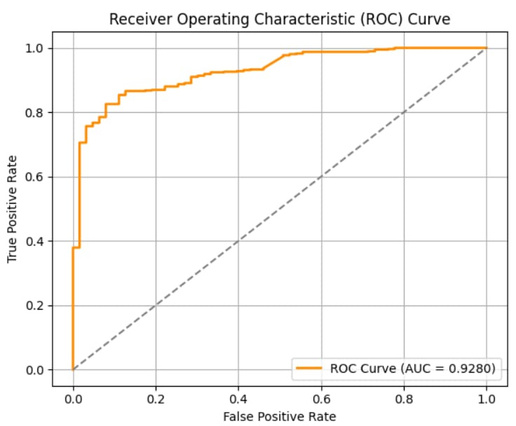 Receiver Operating Characteristic (ROC) Curve
1.0
0.8
0.6
0.4
0.2
0.0
True Positive Rate
ROC Curve (AUC = 0.9280)
0.0 0.2 0.4 0.6 0.8 1.0
False Positive Rate